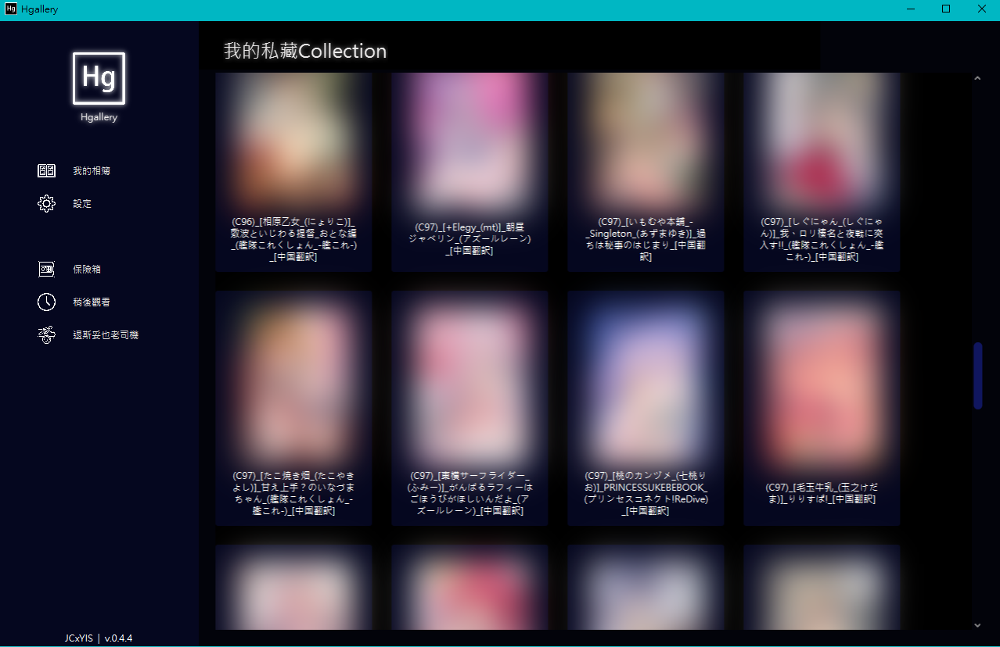 Hg Hgallery
Hg
Hgallery
我的相簿
設定
保險箱
稍後觀看
退斯妥也老司機
JCxYIS | v.0.4.4
我的私藏Collection
(C96)_[相原乙女_(にょりこ)]_
敷波といじわる提督_おとな編
_(艦隊これくしょん_-艦これ-)
_[中国翻訳]
(C97)_[+Elegy_(mt)]_朝昼
ジャベリン_(アズールレーン)
_[中国翻訳]
(C97)_[いもむや本舗_-
_Singleton_(あずまゆき)]_過
ちは秘事のはじまり_[中国翻
訳]
(C97)_[しぐにゃん_(しぐにゃ
ん)]_我、ロリ榛名と夜戦に突
入す!!_(艦隊これくしょん_-艦
これ-)_[中国翻訳]
(C97)_[たこ焼き畑_(たこやき
よし)]_甘え上手？のいなづま
ちゃん_(艦隊これくしょん_-
艦これ-)_[中国翻訳]
(C97)_[東横サーフライダー_
(ふみー)]_がんばるラフィーは
ごほうびがほしいんだよ_(ア
ズールレーン)_[中国翻訳]
(C97)_[桃のカンヅメ_(七桃り
お)]_PRINCESSUKEBEBOOK_
(プリンセスコネクト!ReDive)
_[中国翻訳]
(C97)_[毛玉牛乳_(玉之けだ
ま)]_りりすぱ!_[中国翻訳]